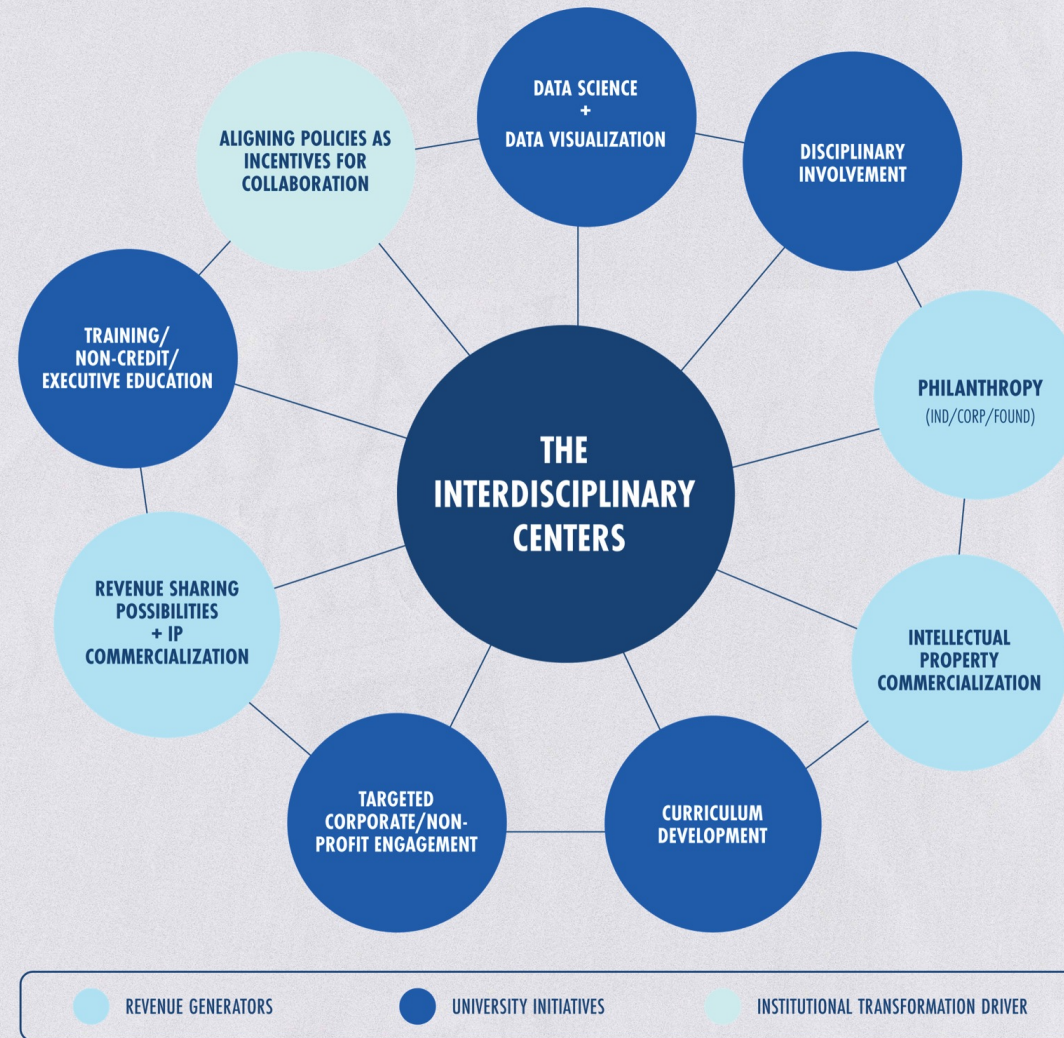 DATA SCIENCE
+
DATA VISUALIZATION
ALIGNING POLICIES AS
INCENTIVES FOR
COLLABORATION
DISCIPLINARY
INVOLVEMENT
TRAINING/
NON-CREDIT/
EXECUTIVE EDUCATION
PHILANTHROPY
(IND/CORP/FOUND)
THE
INTERDISCIPLINARY
CENTERS
REVENUE SHARING
POSSIBILITIES
+ IP
COMMERCIALIZATION
INTELLECTUAL
PROPERTY
COMMERCIALIZATION
TARGETED
CORPORATE/NON-
PROFIT ENGAGEMENT
CURRICULUM
DEVELOPMENT
REVENUE GENERATORS
UNIVERSITY INITIATIVES
INSTITUTIONAL TRANSFORMATION DRIVER